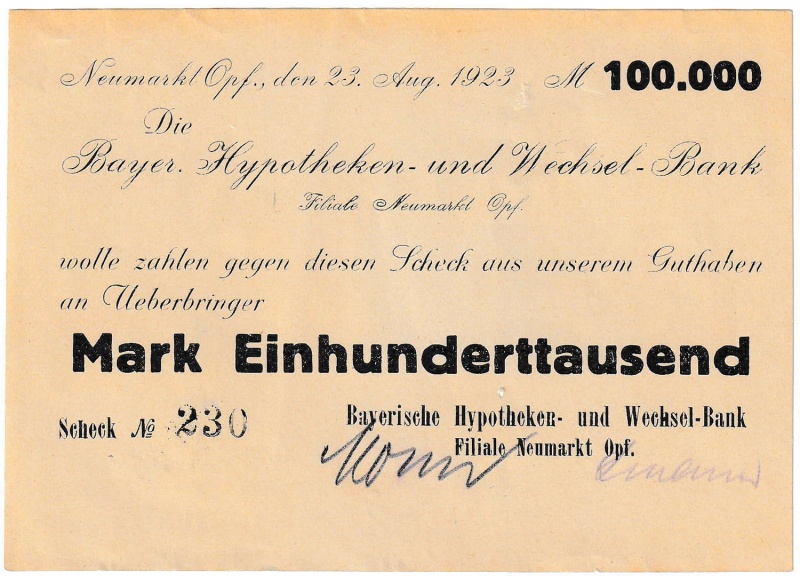 Neumarkt Opf., den 23. Aug. 1923 M 100.000
Die
Bayer. Hypotheken- und Wechsel-Bank
Filiale Neumarkt Opf.
wolle zahlen gegen diesen Scheck aus unserem Guthaben
an Ueberbringer
Mark Einhunderttausend
Scheck № 230
Bayerische Hypotheken- und Wechsel-Bank
Filiale Neumarkt Opf.